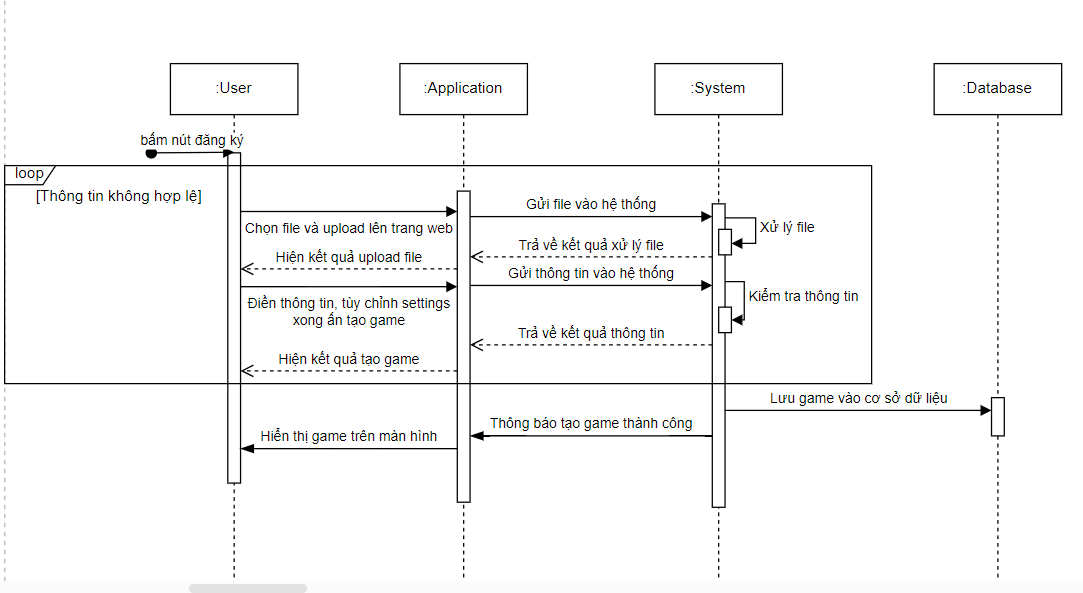 :User
:Application
:System
:Database
bấm nút đăng ký
loop
[Thông tin không hợp lệ]
Gửi file vào hệ thống
Chọn file và upload lên trang web
Xử lý file
Trả về kết quả xử lý file
Hiện kết quả upload file
Gửi thông tin vào hệ thống
Điền thông tin, tùy chỉnh settings
xong ấn tạo game
Kiểm tra thông tin
Trả về kết quả thông tin
Hiện kết quả tạo game
Lưu game vào cơ sở dữ liệu
Thông báo tạo game thành công
Hiển thị game trên màn hình